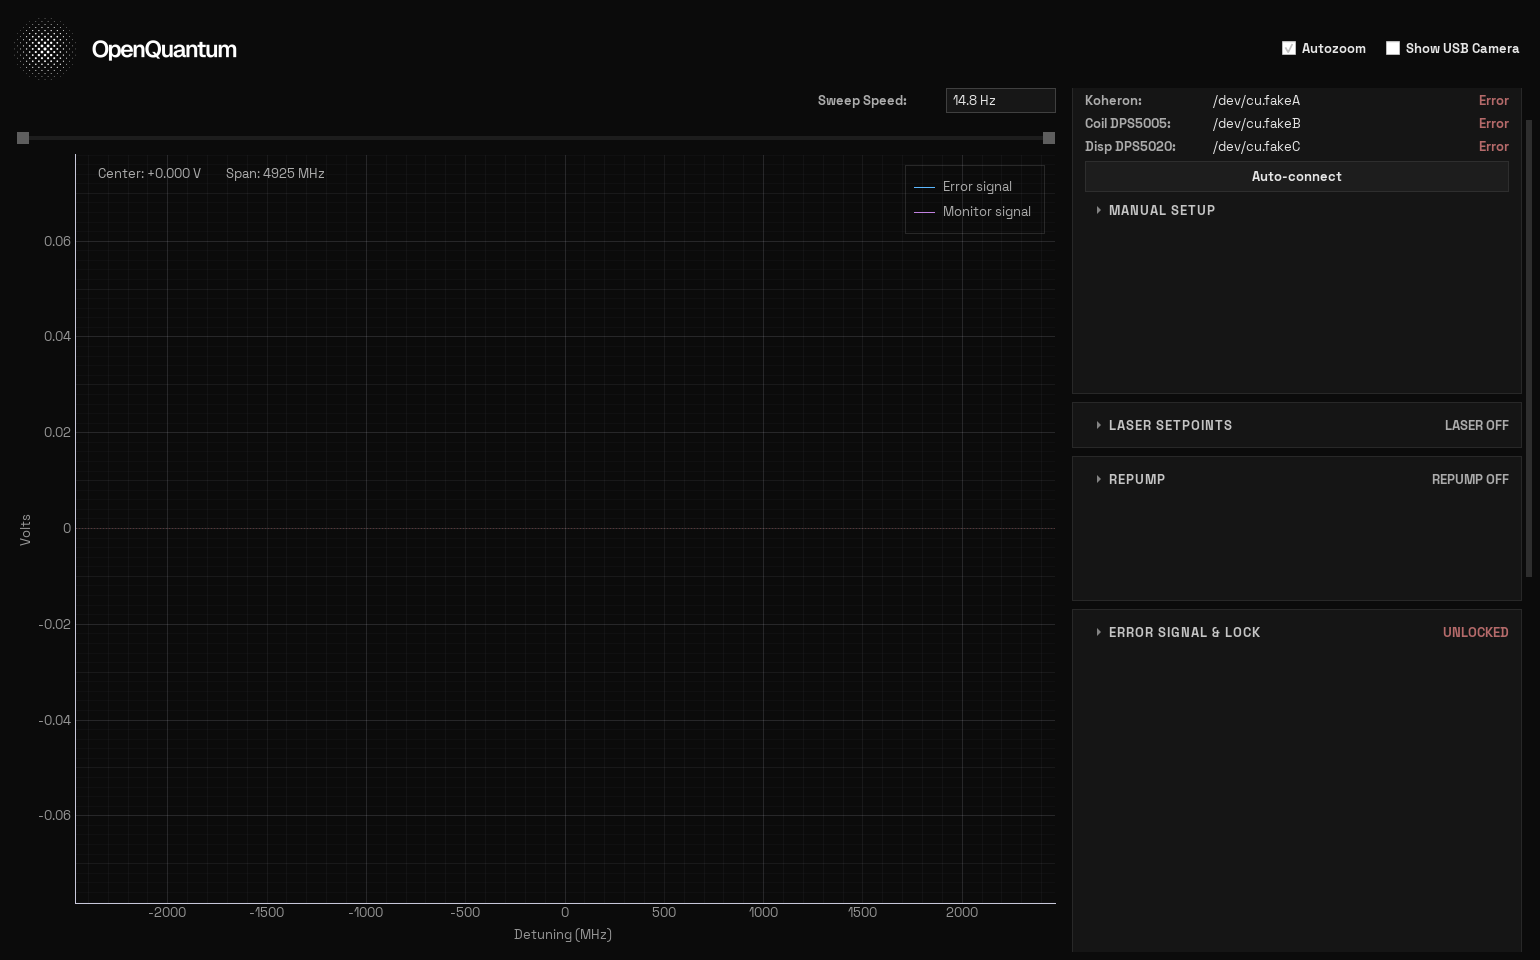 OpenQuantum
Autozoom
Show USB Camera
Sweep Speed: 14.8 Hz
Center: +0.000 V Span: 4925 MHz
Error signal
Monitor signal
0.06
0.04
0.02
0
-0.02
-0.04
-0.06
Volts
-2000 -1500 -1000 -500 0 500 1000 1500 2000
Detuning (MHz)
Koheron: /dev/cu.fakeA Error
Coil DPS5005: /dev/cu.fakeB Error
Disp DPS5020: /dev/cu.fakeC Error
Auto-connect
MANUAL SETUP
LASER SETPOINTS LASER OFF
REPUMP REPUMP OFF
ERROR SIGNAL & LOCK UNLOCKED